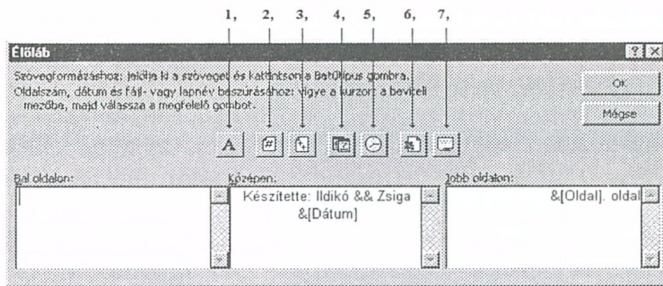 1, 2, 3, 4, 5, 6, 7,
Élőláb
Szövegformázáshoz: jelölje ki a szöveget és kattintson a Betűtípus gombra.
Oldalszám, dátum és fájl- vagy lapnév beszúrásához: vigye a kurzort a beviteli
mezőbe, majd válassza a megfelelő gombot.
OK
Mégse
A
Bal oldalon:
Középen:
Jobb oldalon:
Készítette: Ildikó && Zsiga
&[Dátum]
&[Oldal]. oldal